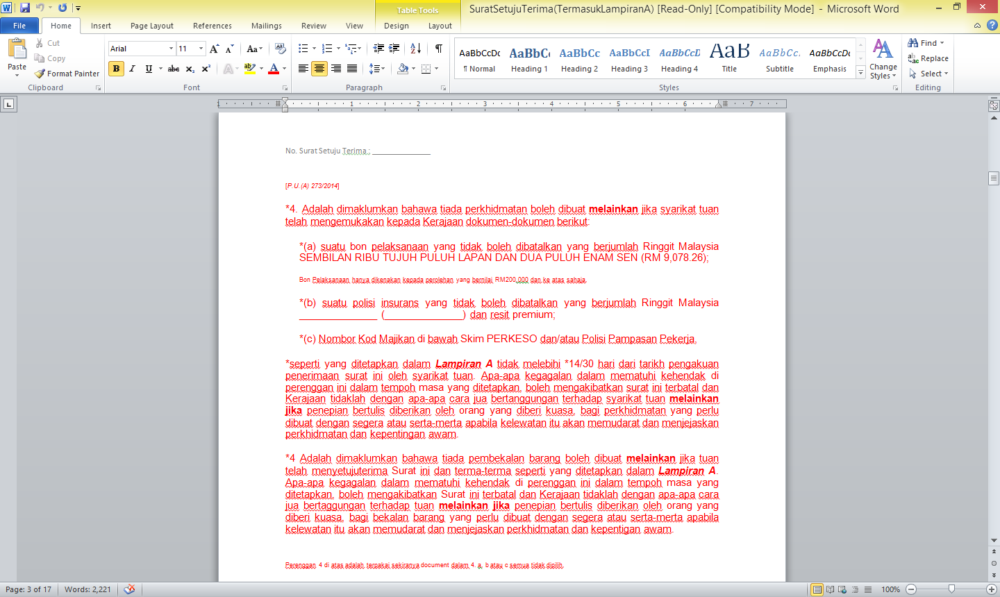 Table Tools
SuratSetujuTerima(TermasukLampiranA) [Read-Only] [Compatibility Mode] - Microsoft Word
File Home Insert Page Layout References Mailings Review View Design Layout
Paste
Cut
Copy
Format Painter
Clipboard
Arial 11
Font
Paragraph
AaBbCcDc AaBbCc AaBbCc AaBbCcI AaBbCcD AaB AaBbCcI AaBbCcDc
¶ Normal Heading 1 Heading 2 Heading 3 Heading 4 Title Subtitle Emphasis
Styles
Change
Styles
Find
Replace
Select
Editing
1 1 2 3 4 5 6 7
No. Surat Setuju Terima : ______________
[P.U.(A) 273/2014]
*4. Adalah dimaklumkan bahawa tiada perkhidmatan boleh dibuat melainkan jika syarikat tuan
telah mengemukakan kepada Kerajaan dokumen-dokumen berikut:
*(a) suatu bon pelaksanaan yang tidak boleh dibatalkan yang berjumlah Ringgit Malaysia
SEMBILAN RIBU TUJUH PULUH LAPAN DAN DUA PULUH ENAM SEN (RM 9,078.26);
Bon Pelaksanaan hanya dikenakan kepada perolehan yang bernilai RM200,000 dan ke atas sahaja.
*(b) suatu polisi insurans yang tidak boleh dibatalkan yang berjumlah Ringgit Malaysia
______________ (______________) dan resit premium;
*(c) Nombor Kod Majikan di bawah Skim PERKESO dan/atau Polisi Pampasan Pekerja,
*seperti yang ditetapkan dalam Lampiran A tidak melebihi *14/30 hari dari tarikh pengakuan
penerimaan surat ini oleh syarikat tuan. Apa-apa kegagalan dalam mematuhi kehendak di
perenggan ini dalam tempoh masa yang ditetapkan, boleh mengakibatkan surat ini terbatal dan
Kerajaan tidaklah dengan apa-apa cara jua bertanggungan terhadap syarikat tuan melainkan
jika penepian bertulis diberikan oleh orang yang diberi kuasa, bagi perkhidmatan yang perlu
dibuat dengan segera atau serta-merta apabila kelewatan itu akan memudarat dan menjejaskan
perkhidmatan dan kepentingan awam.
*4 Adalah dimaklumkan bahawa tiada pembekalan barang boleh dibuat melainkan jika tuan
telah menyetujuterima Surat ini dan terma-terma seperti yang ditetapkan dalam Lampiran A.
Apa-apa kegagalan dalam mematuhi kehendak di perenggan ini dalam tempoh masa yang
ditetapkan, boleh mengakibatkan Surat ini terbatal dan Kerajaan tidaklah dengan apa-apa cara
jua bertaggungan terhadap tuan melainkan jika penepian bertulis diberikan oleh orang yang
diberi kuasa, bagi bekalan barang yang perlu dibuat dengan segera atau serta-merta apabila
kelewatan itu akan memudarat dan menjejaskan perkhidmatan dan kepentigan awam.
Perenggan 4 di atas adalah terpakai sekiranya document dalam 4. a, b atau c semua tidak dipilih.
Page: 3 of 17 Words: 2,221 100%